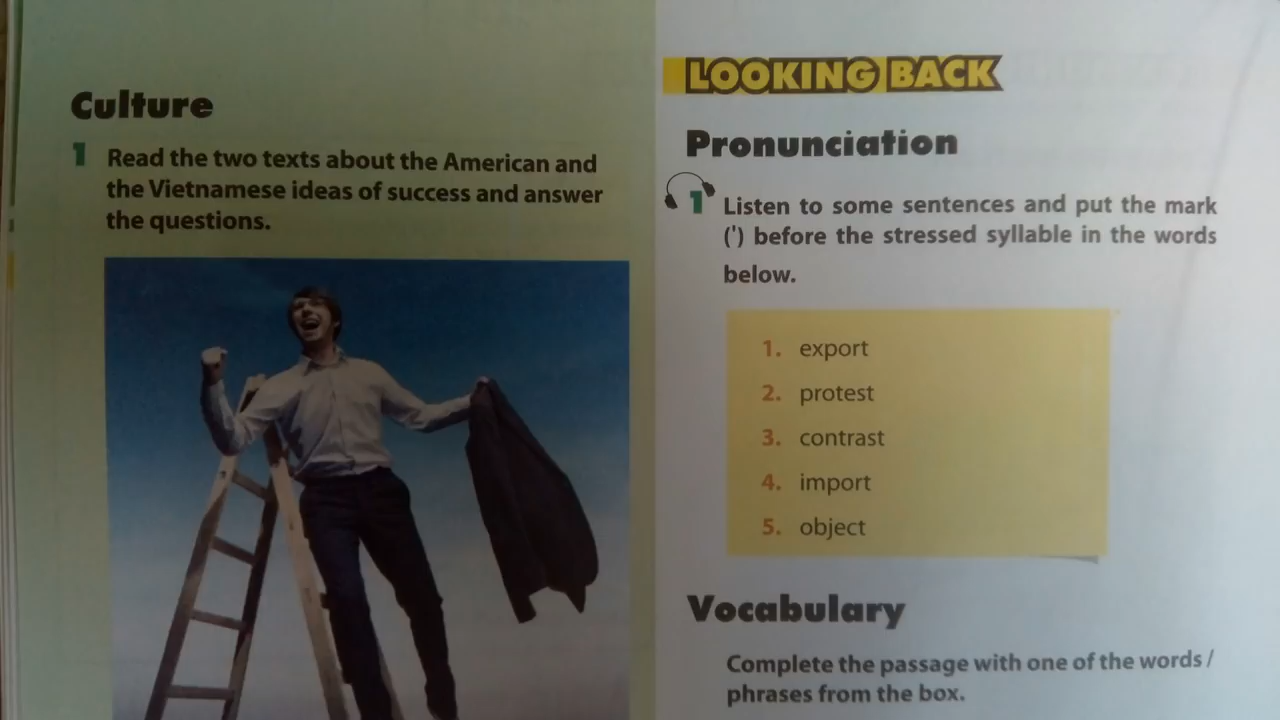 Culture
1 Read the two texts about the American and
the Vietnamese ideas of success and answer
the questions.
LOOKING BACK
Pronunciation
1 Listen to some sentences and put the mark
(') before the stressed syllable in the words
below.
1. export
2. protest
3. contrast
4. import
5. object
Vocabulary
Complete the passage with one of the words /
phrases from the box.